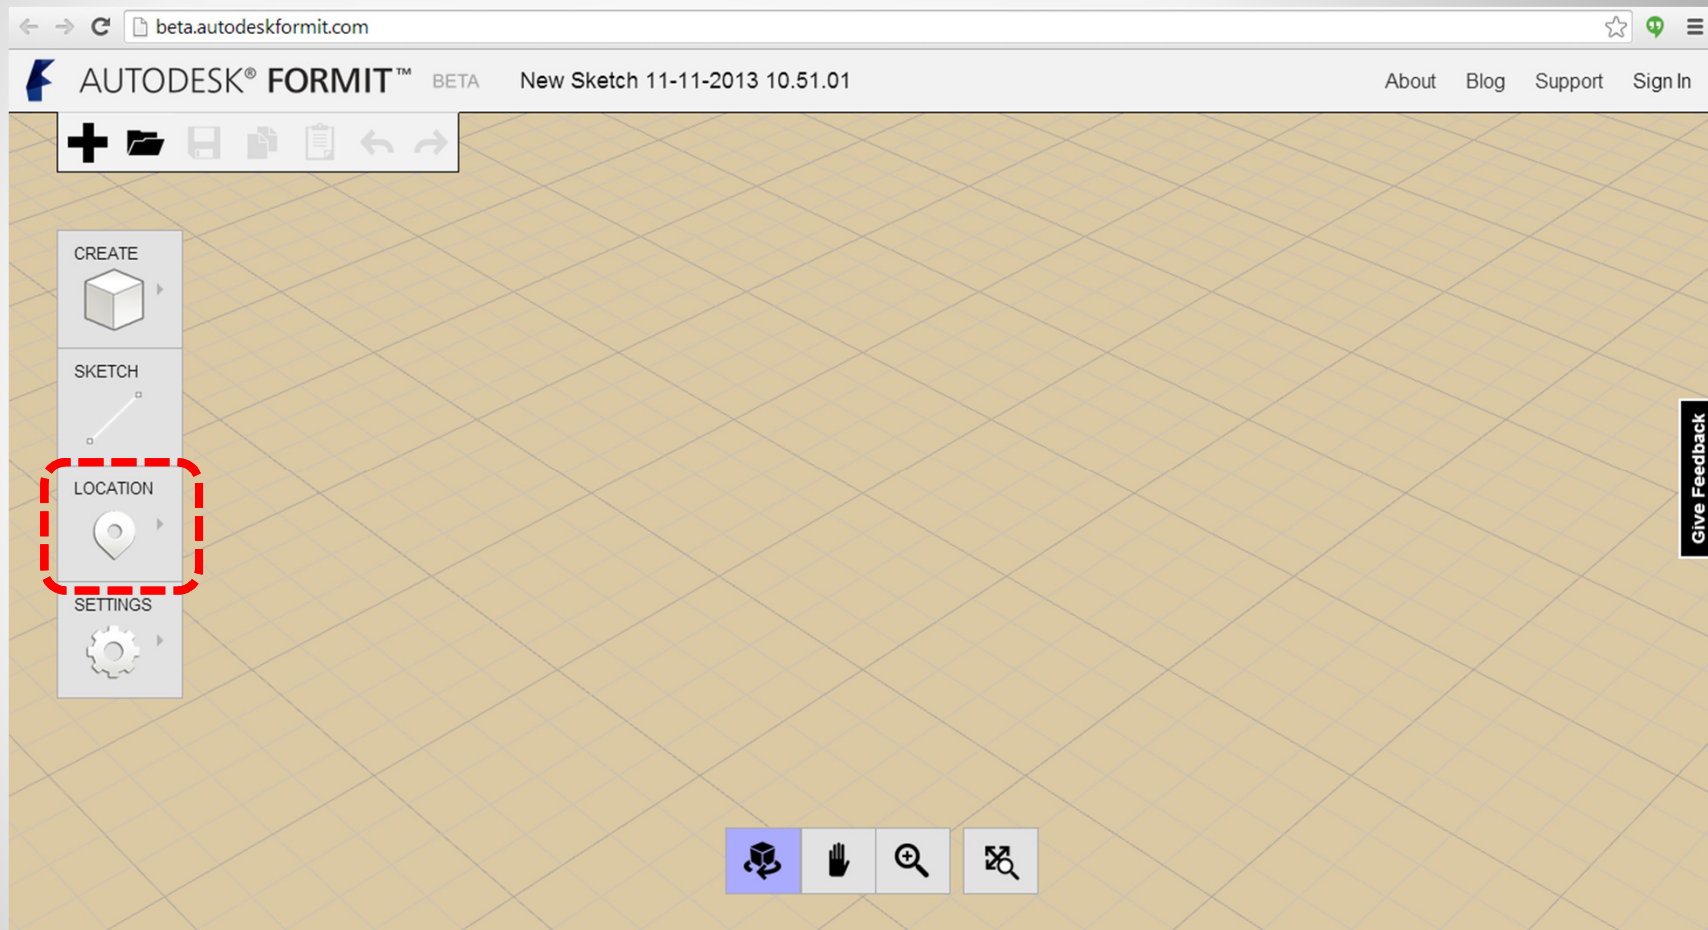 beta.autodeskformit.com
AUTODESK® FORMIT™ BETA New Sketch 11-11-2013 10.51.01 About Blog Support Sign In
CREATE
SKETCH
LOCATION
SETTINGS
Give Feedback